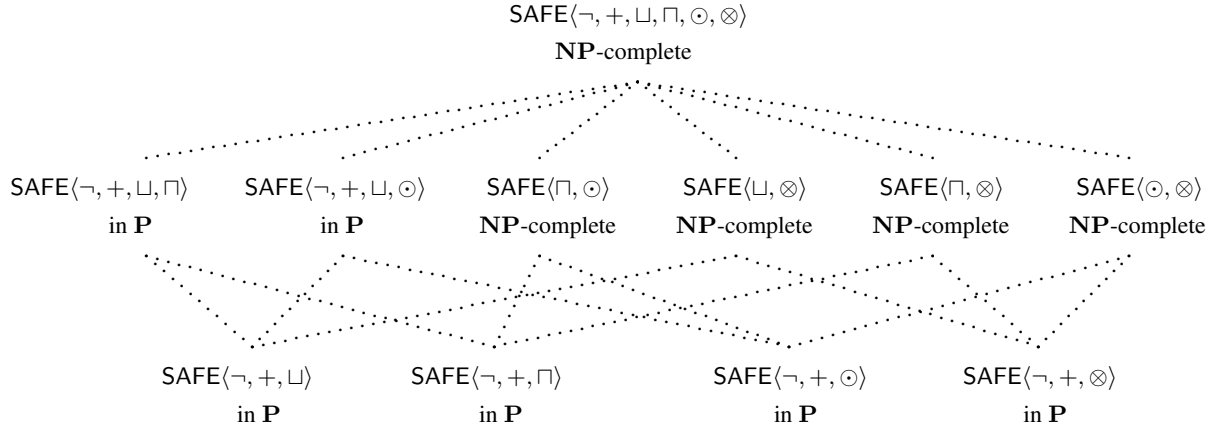 SAFE⟨¬, +, ⊔, ⊓, ⊙, ⊗⟩
NP-complete
SAFE⟨¬, +, ⊔, ⊓⟩ SAFE⟨¬, +, ⊔, ⊙⟩ SAFE⟨⊓, ⊙⟩ SAFE⟨⊔, ⊗⟩ SAFE⟨⊓, ⊗⟩ SAFE⟨⊙, ⊗⟩
in P in P NP-complete NP-complete NP-complete NP-complete
SAFE⟨¬, +, ⊔⟩ SAFE⟨¬, +, ⊓⟩ SAFE⟨¬, +, ⊙⟩ SAFE⟨¬, +, ⊗⟩
in P in P in P in P